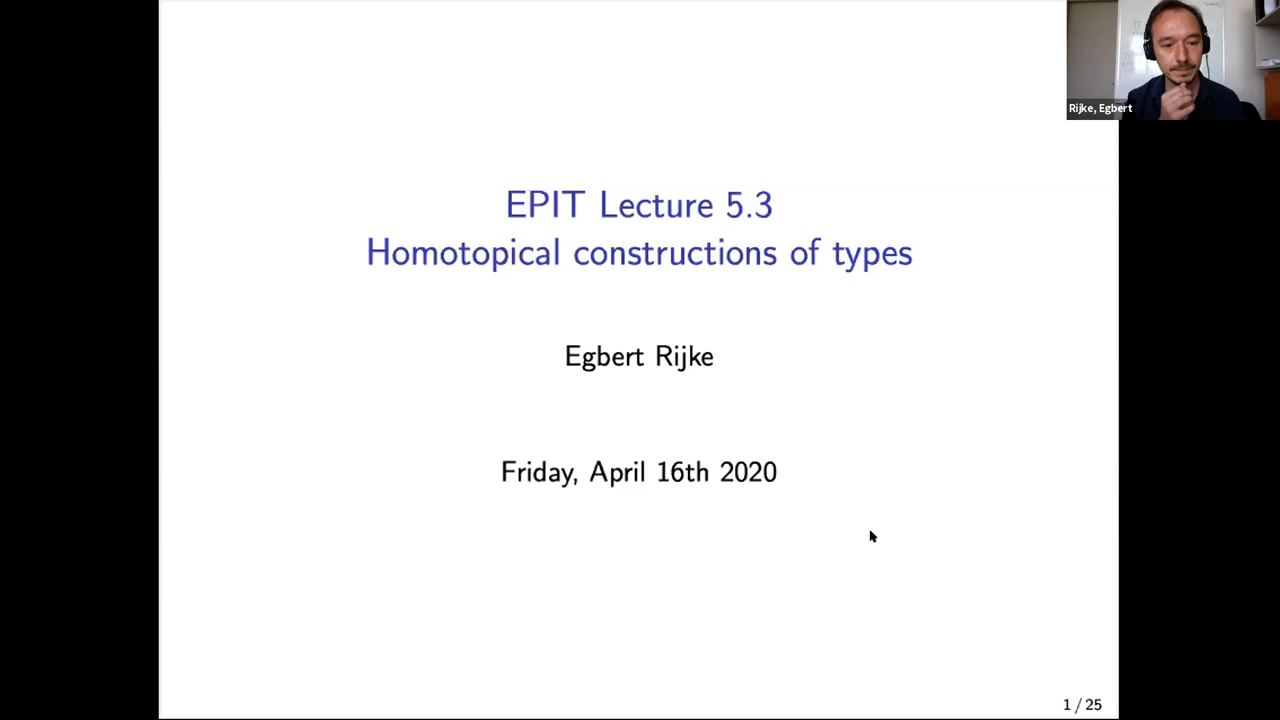 EPIT Lecture 5.3
Homotopical constructions of types
Egbert Rijke
Friday, April 16th 2020
1 / 25
Rijke, Egbert